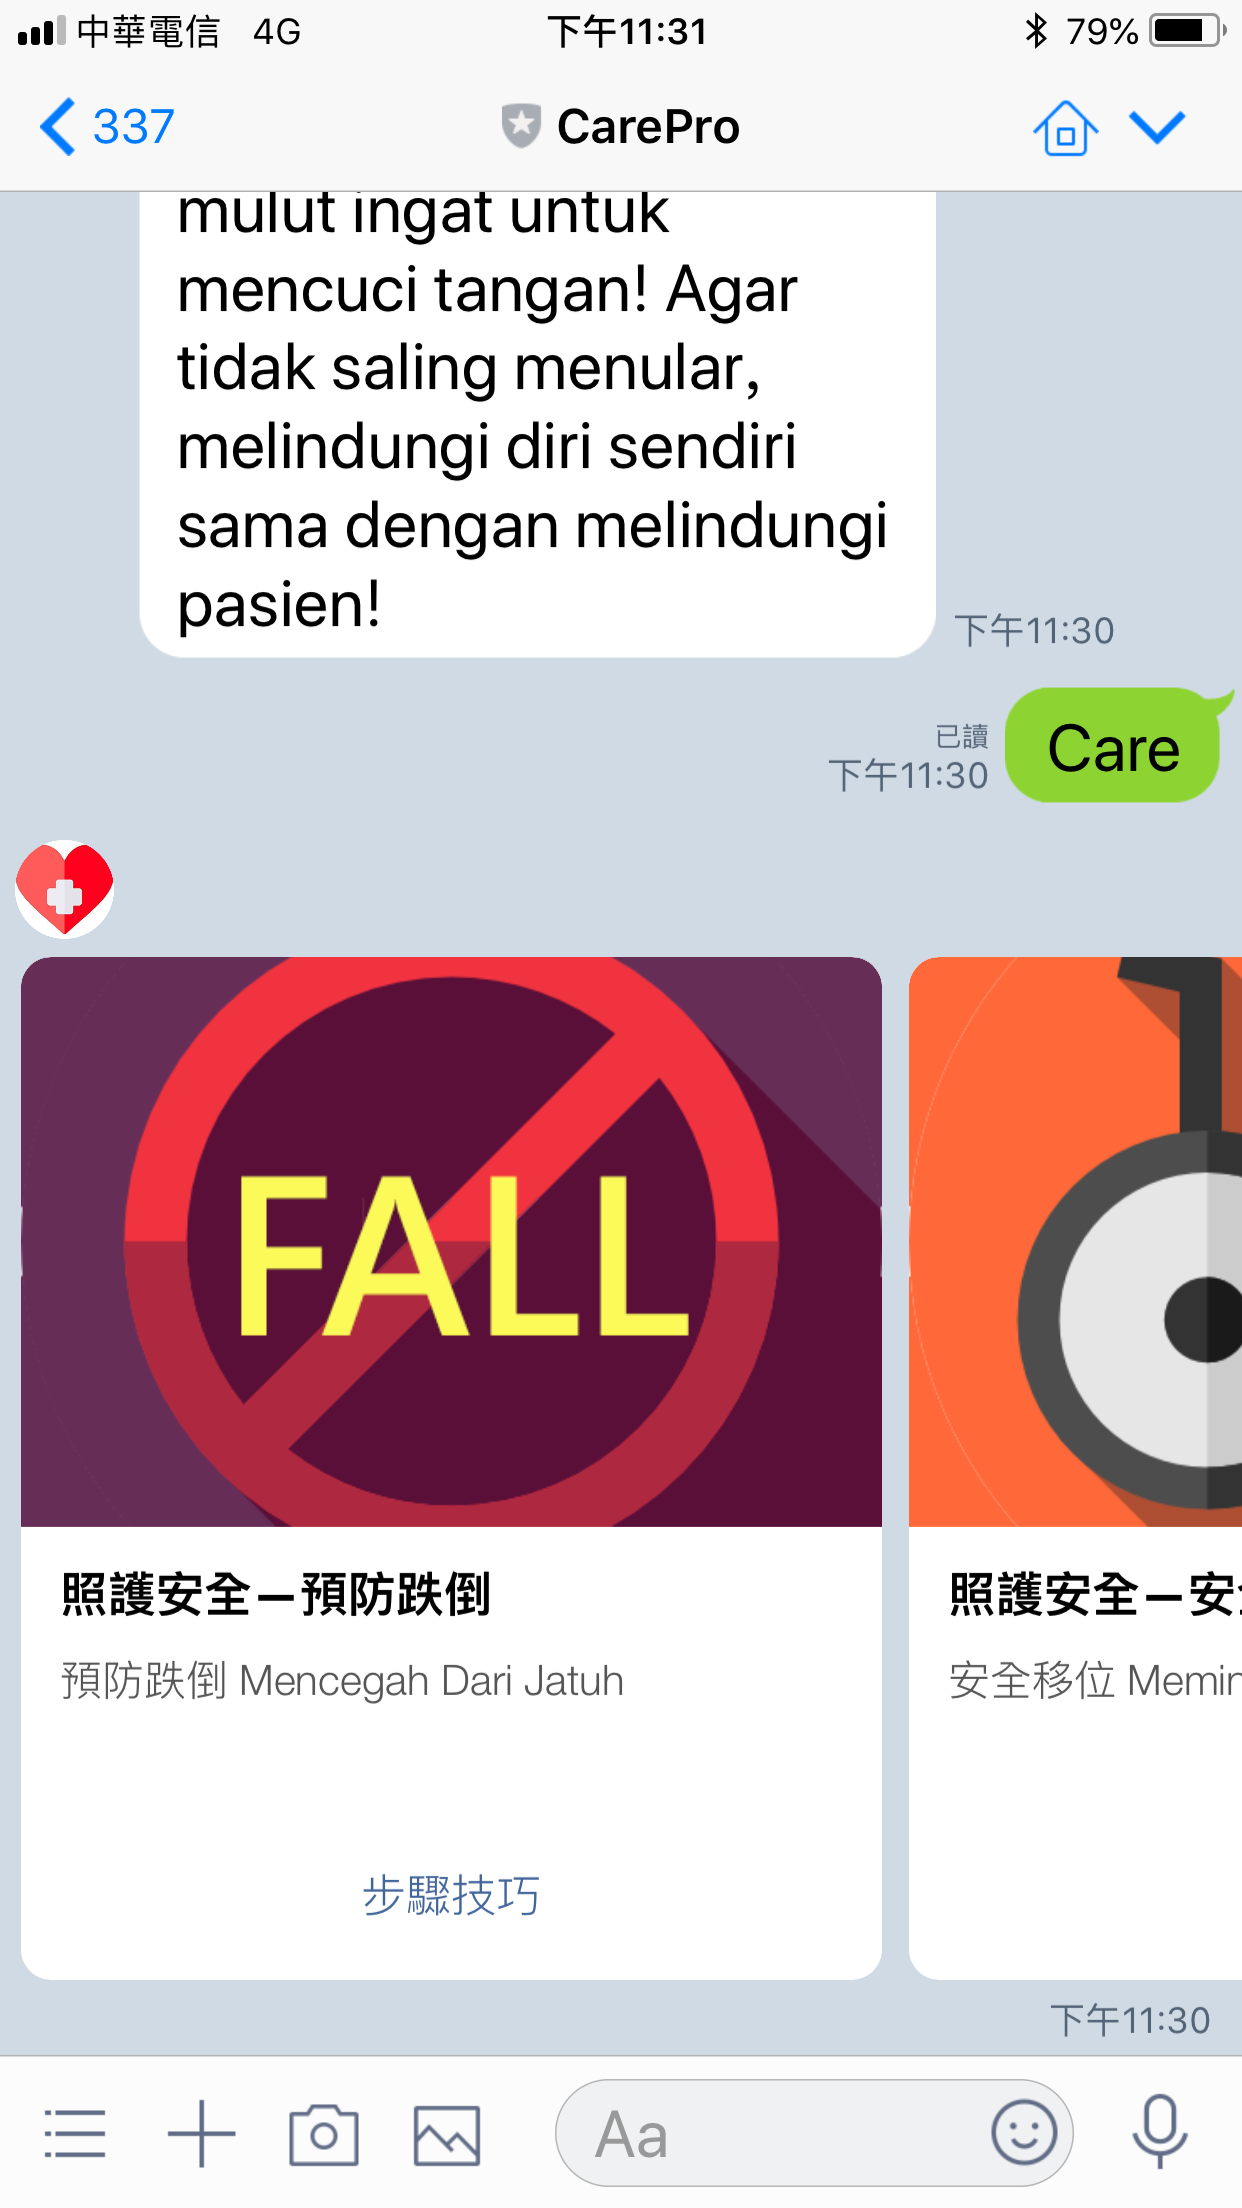 中華電信 4G 下午11:31 79%
337 CarePro
mulut ingat untuk
mencuci tangan! Agar
tidak saling menular,
melindungi diri sendiri
sama dengan melindungi
pasien!
下午11:30
已讀
下午11:30
Care
FALL
照護安全－預防跌倒
預防跌倒 Mencegah Dari Jatuh
步驟技巧
照護安全－安
安全移位 Memin
下午11:30
Aa